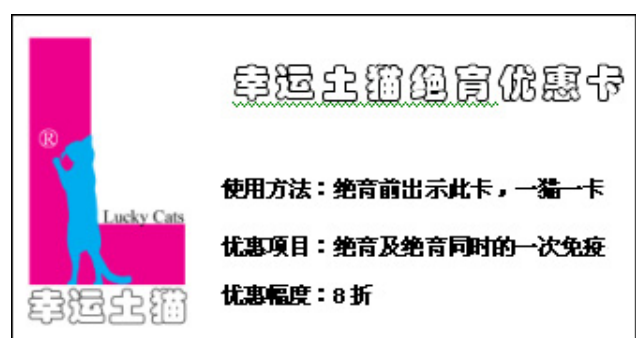 幸运土猫绝育优惠卡
®
Lucky Cats
幸运土猫
使用方法：绝育前出示此卡，一猫一卡
优惠项目：绝育及绝育同时的一次免疫
优惠幅度：8 折